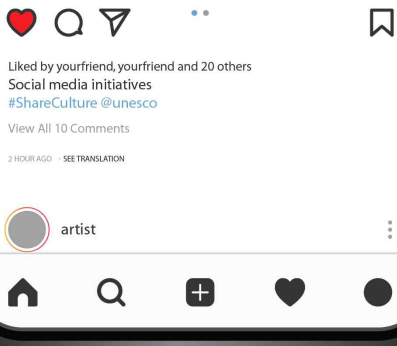 Liked by yourfriend, yourfriend and 20 others
Social media initiatives
#ShareCulture @unesco
View All 10 Comments
2 HOUR AGO · SEE TRANSLATION
artist